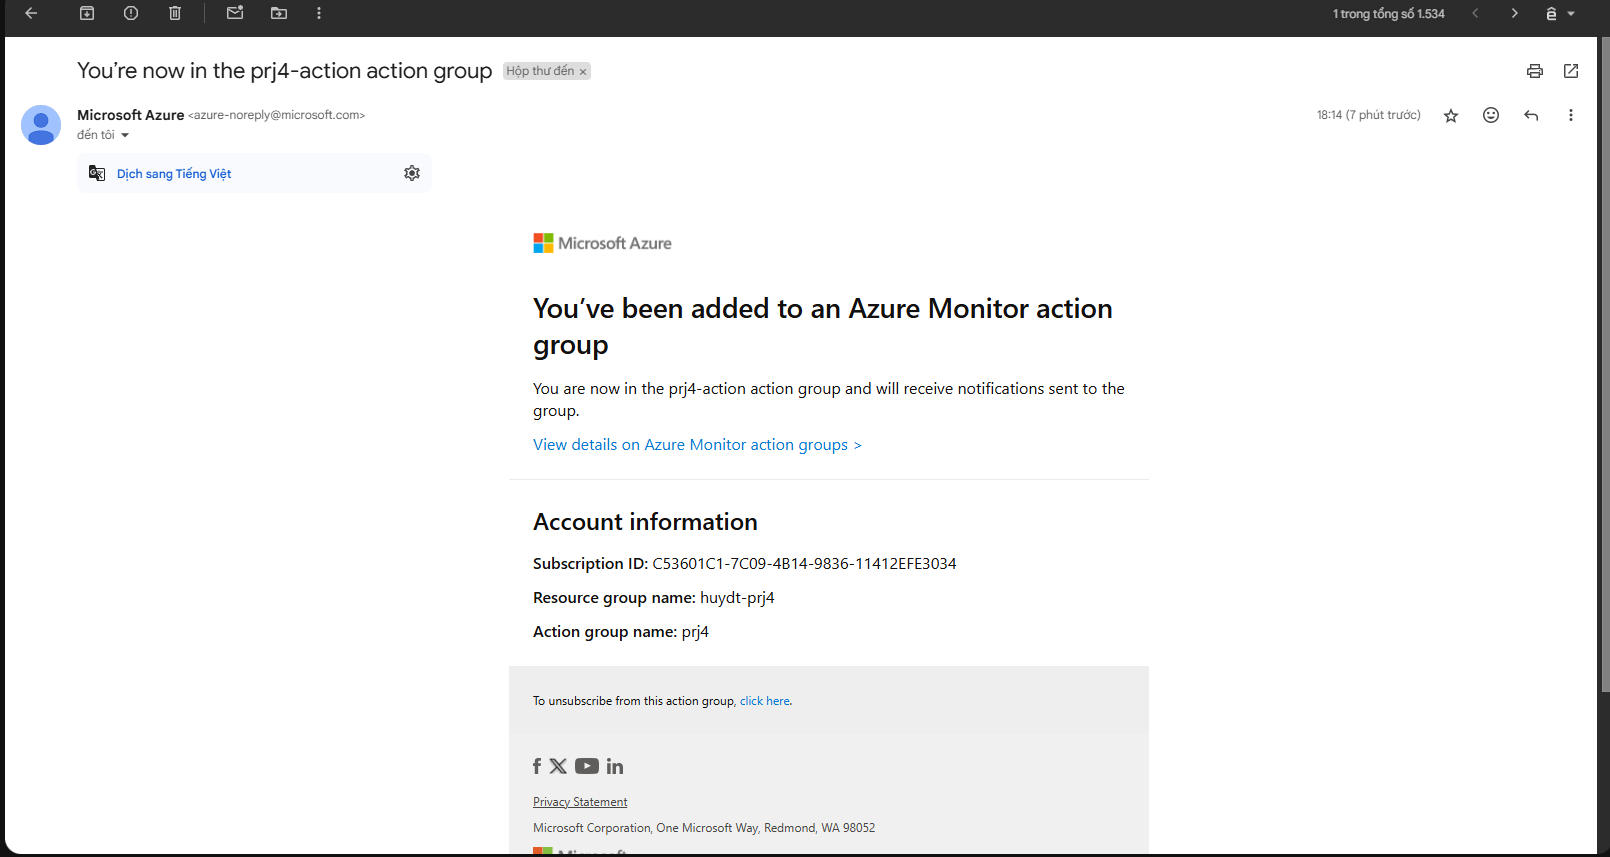 1 trong tổng số 1.534
You’re now in the prj4-action action group Hộp thư đến ×
Microsoft Azure <azure-noreply@microsoft.com>
18:14 (7 phút trước)
đến tôi
Dịch sang Tiếng Việt
Microsoft Azure
You’ve been added to an Azure Monitor action
group
You are now in the prj4-action action group and will receive notifications sent to the
group.
View details on Azure Monitor action groups >
Account information
Subscription ID: C53601C1-7C09-4B14-9836-11412EFE3034
Resource group name: huydt-prj4
Action group name: prj4
To unsubscribe from this action group, click here.
Privacy Statement
Microsoft Corporation, One Microsoft Way, Redmond, WA 98052
Microsoft